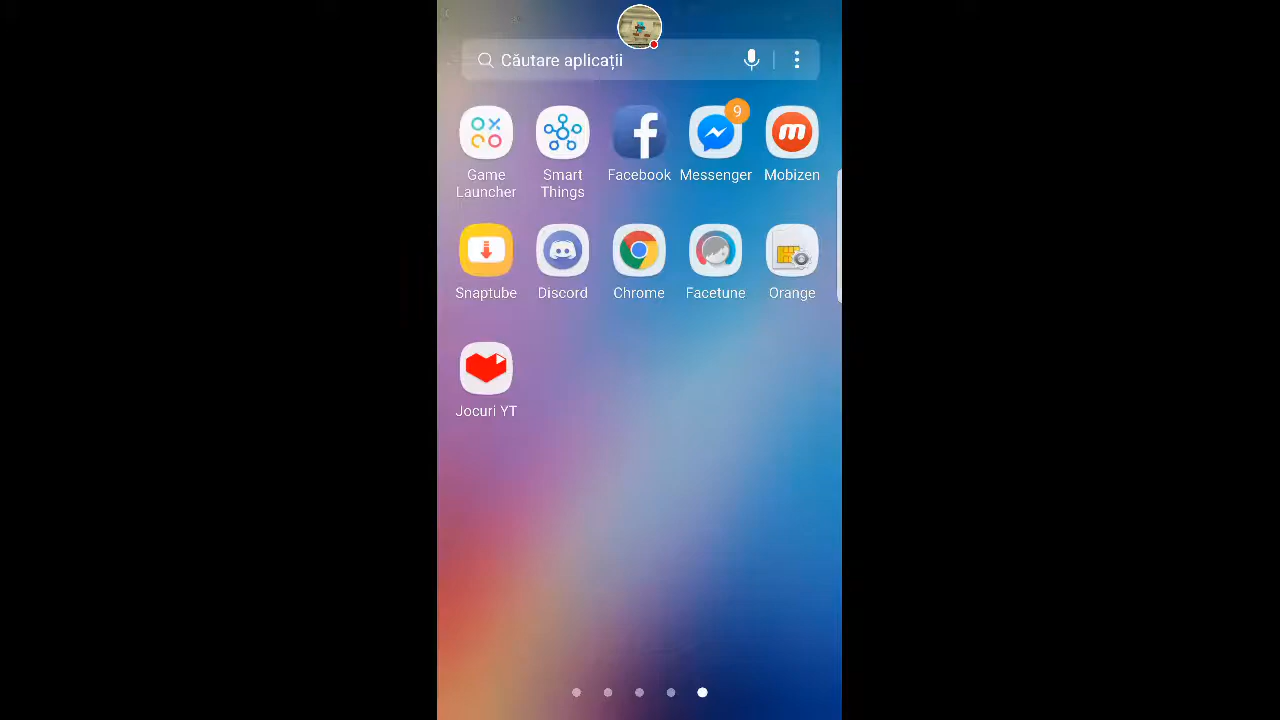 Căutare aplicații
9
Game Launcher
Smart Things
Facebook
Messenger
Mobizen
Snaptube
Discord
Chrome
Facetune
Orange
Jocuri YT